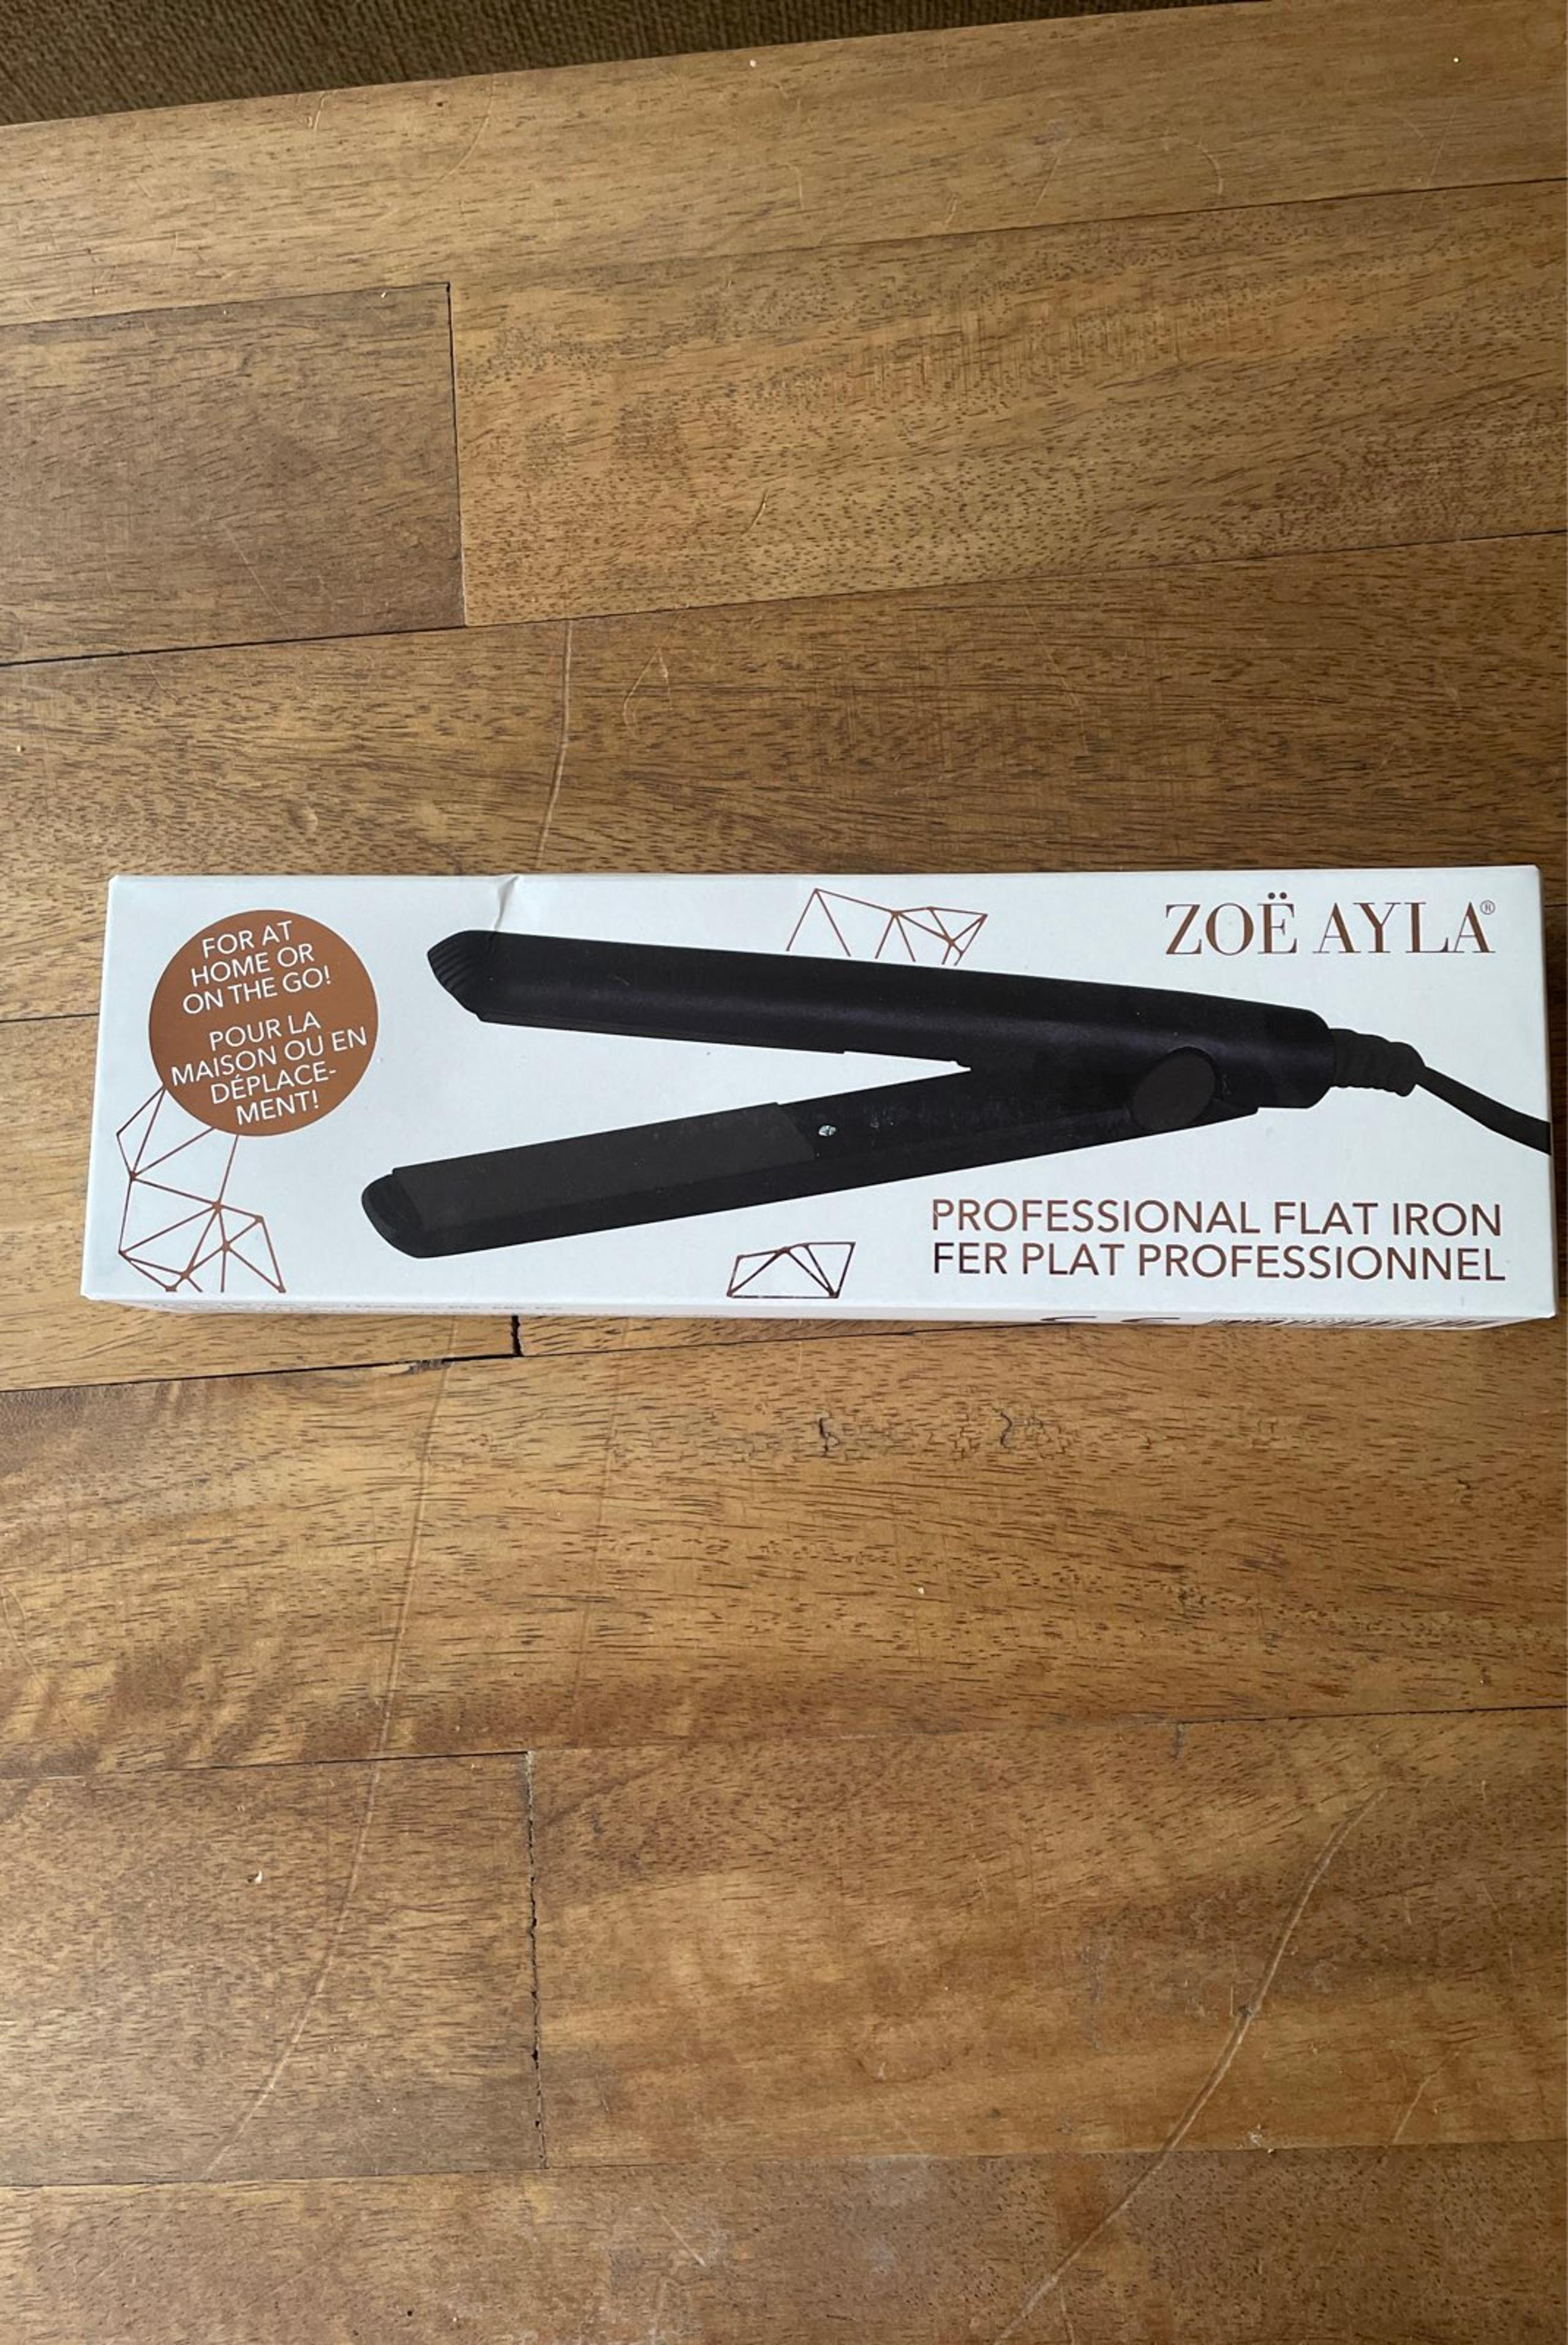 FOR AT
HOME OR
ON THE GO!
POUR LA
MAISON OU EN
DÉPLACE-
MENT!
ZOË AYLA®
PROFESSIONAL FLAT IRON
FER PLAT PROFESSIONNEL